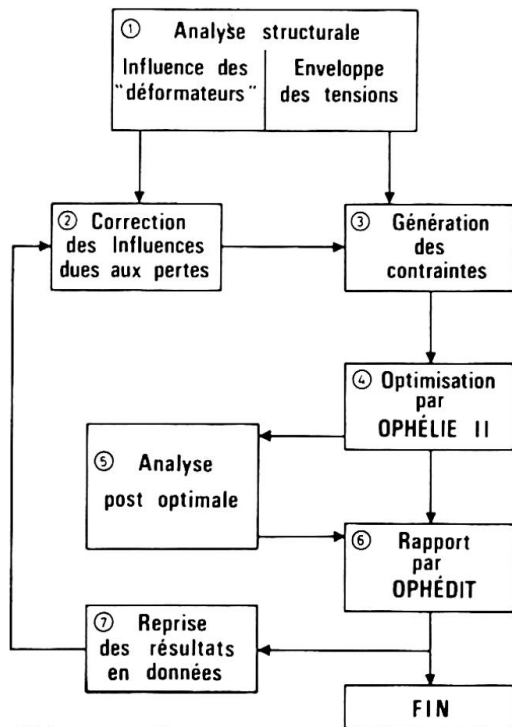 ① Analyse structurale
Influence des
"déformateurs"
Enveloppe
des tensions
② Correction
des Influences
dues aux pertes
③ Génération
des
contraintes
④ Optimisation
par
OPHÉLIE II
⑤ Analyse
post optimale
⑥ Rapport
par
OPHÉDIT
⑦ Reprise
des résultats
en données
FIN